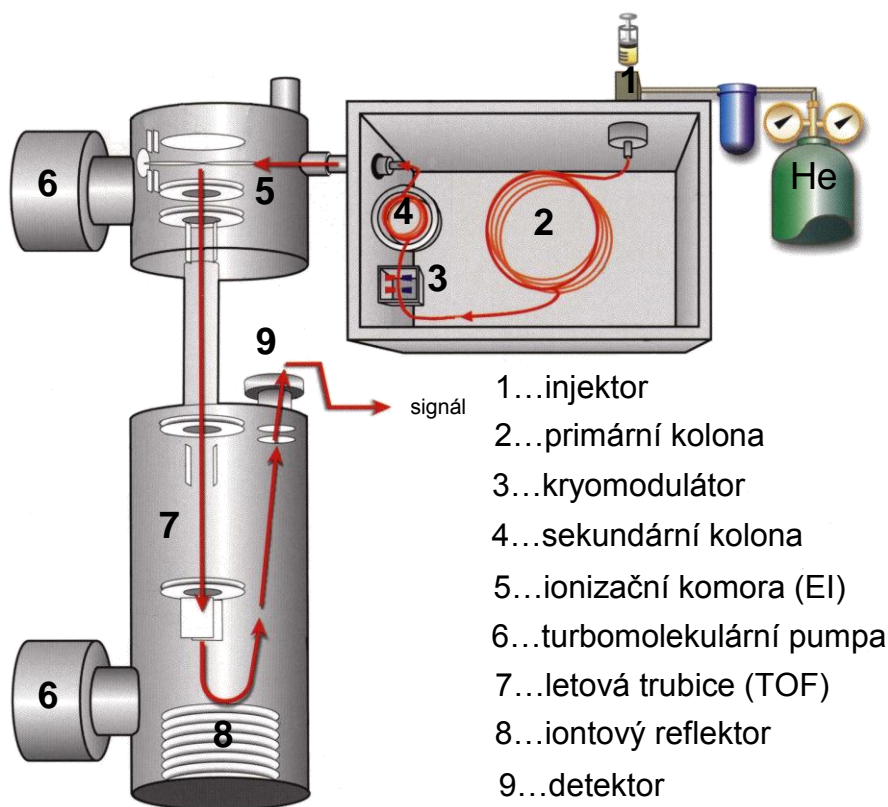 1
He
6
5
4
2
3
9
signál
7
6
8
1…injektor
2…primární kolona
3…kryomodulátor
4…sekundární kolona
5…ionizační komora (EI)
6…turbomolekulární pumpa
7…letová trubice (TOF)
8…iontový reflektor
9…detektor